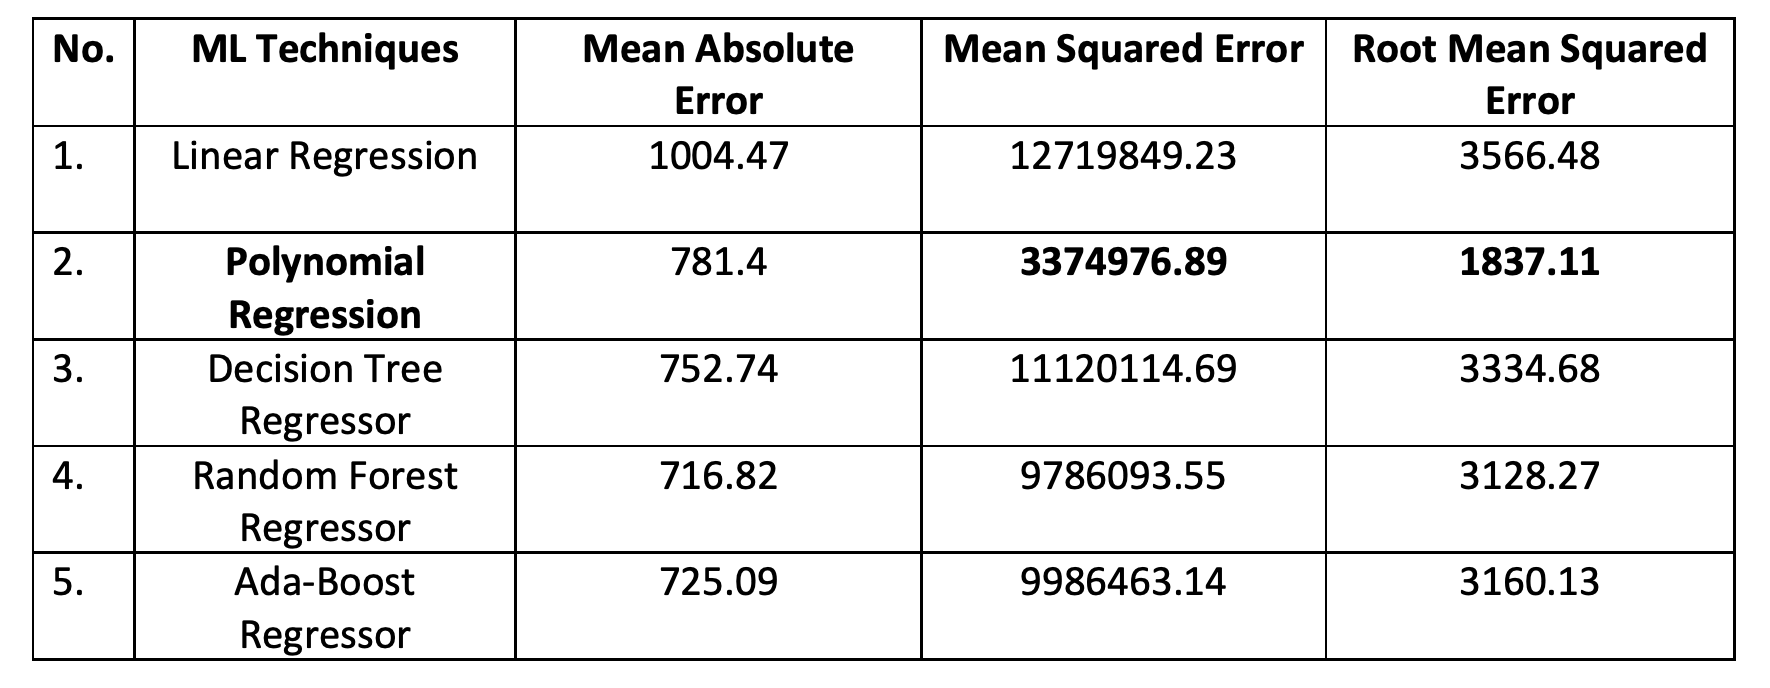 No. ML Techniques Mean Absolute Error Mean Squared Error Root Mean Squared Error
1. Linear Regression 1004.47 12719849.23 3566.48
2. Polynomial Regression 781.4 3374976.89 1837.11
3. Decision Tree Regressor 752.74 11120114.69 3334.68
4. Random Forest Regressor 716.82 9786093.55 3128.27
5. Ada-Boost Regressor 725.09 9986463.14 3160.13